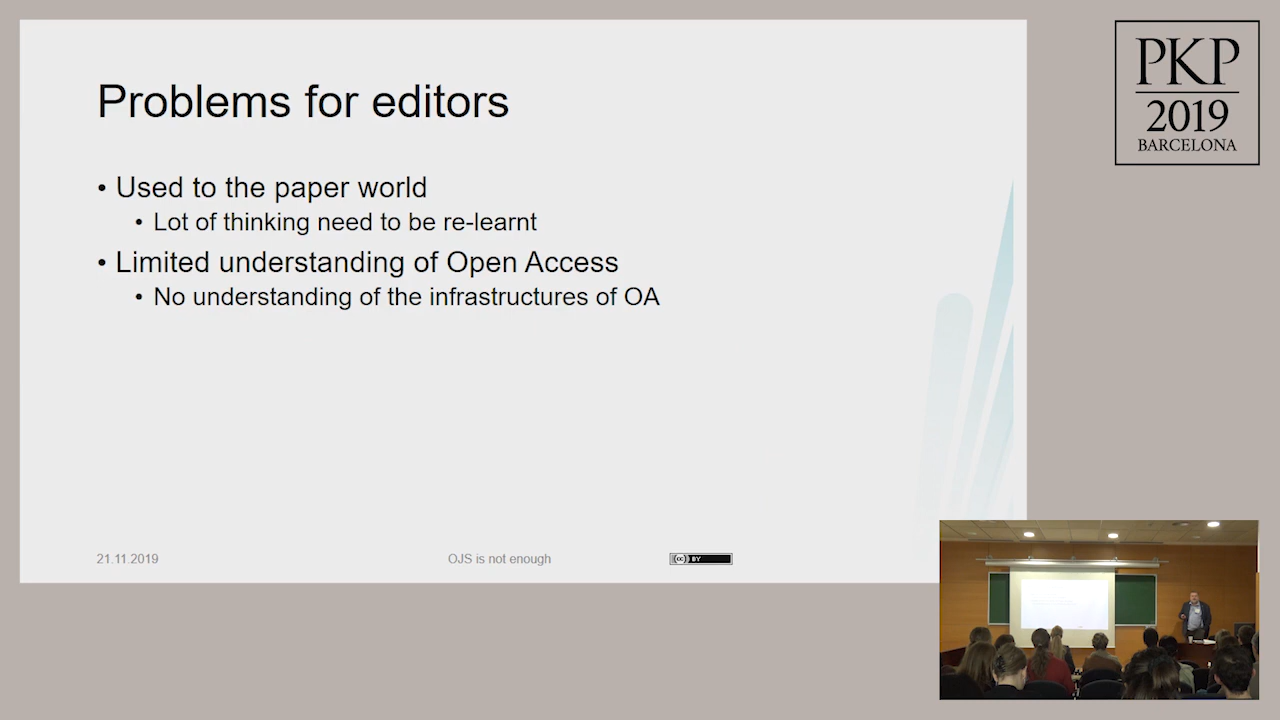 Problems for editors
• Used to the paper world
• Lot of thinking need to be re-learnt
• Limited understanding of Open Access
• No understanding of the infrastructures of OA
21.11.2019
OJS is not enough
cc BY
PKP
2019
BARCELONA